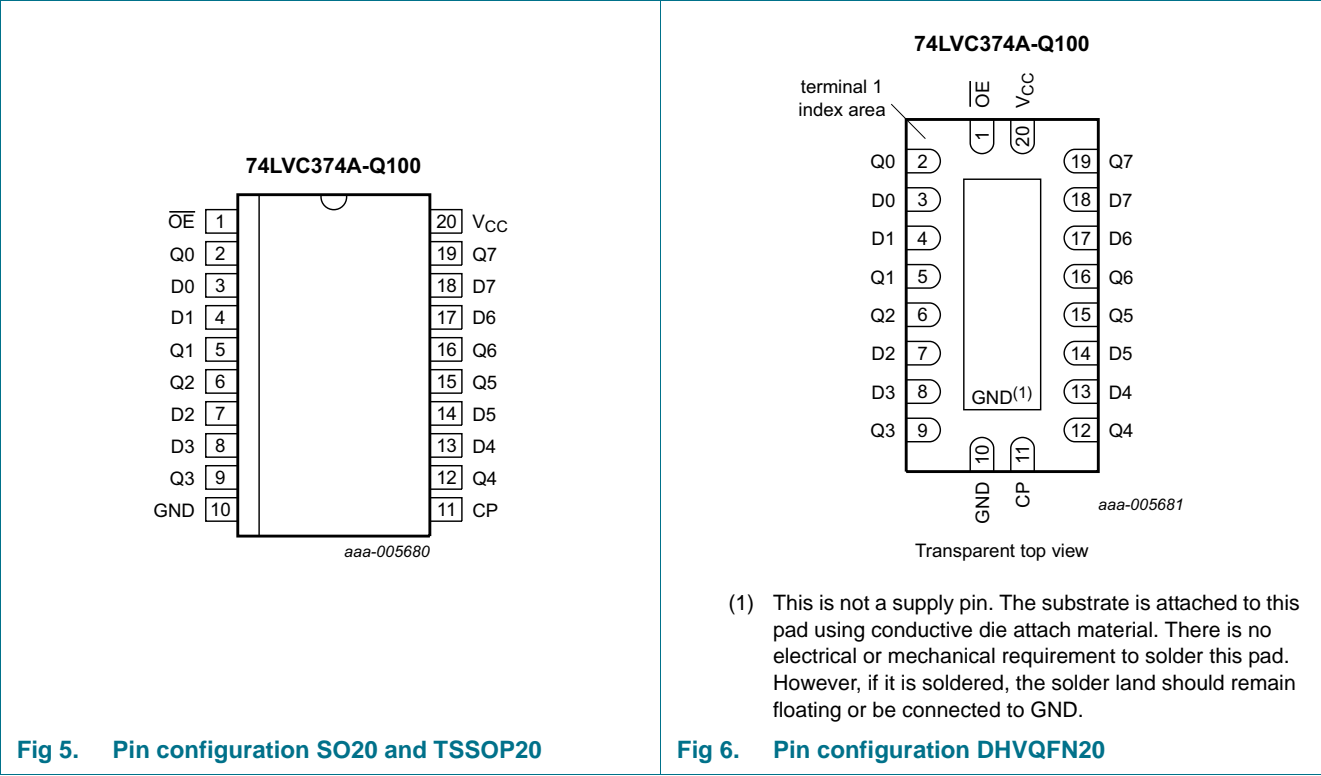 74LVC374A-Q100
OE 1
Q0 2
D0 3
D1 4
Q1 5
Q2 6
D2 7
D3 8
Q3 9
GND 10
20 VCC
19 Q7
18 D7
17 D6
16 Q6
15 Q5
14 D5
13 D4
12 Q4
11 CP
aaa-005680
Fig 5. Pin configuration SO20 and TSSOP20
74LVC374A-Q100
terminal 1
index area
OE
VCC
1
20
Q0 2
D0 3
D1 4
Q1 5
Q2 6
D2 7
D3 8
Q3 9
19 Q7
18 D7
17 D6
16 Q6
15 Q5
14 D5
13 D4
12 Q4
GND(1)
10
11
GND
CP
aaa-005681
Transparent top view
(1) This is not a supply pin. The substrate is attached to this
pad using conductive die attach material. There is no
electrical or mechanical requirement to solder this pad.
However, if it is soldered, the solder land should remain
floating or be connected to GND.
Fig 6. Pin configuration DHVQFN20